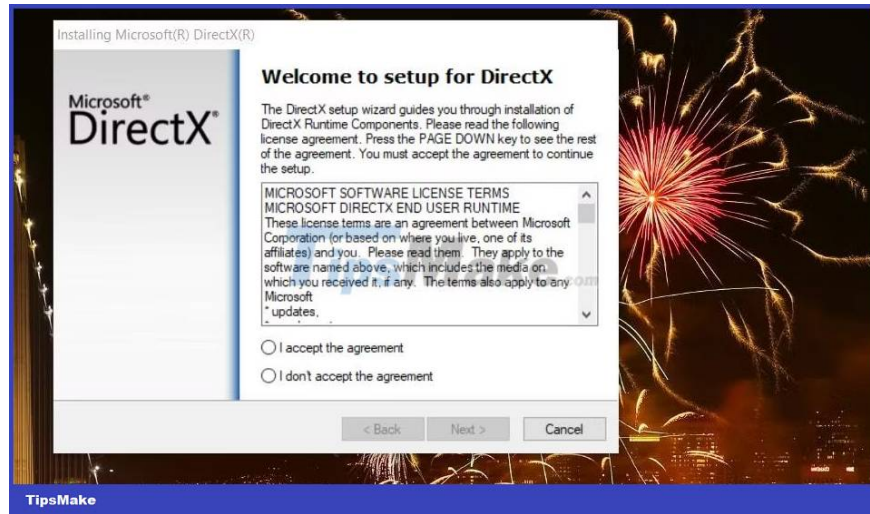 Installing Microsoft(R) DirectX(R)
Microsoft®
DirectX®
Welcome to setup for DirectX
The DirectX setup wizard guides you through installation of
DirectX Runtime Components. Please read the following
license agreement. Press the PAGE DOWN key to see the rest
of the agreement. You must accept the agreement to continue
the setup.
MICROSOFT SOFTWARE LICENSE TERMS
MICROSOFT DIRECTX END USER RUNTIME
These license terms are an agreement between Microsoft
Corporation (or based on where you live, one of its
affiliates) and you. Please read them. They apply to the
software named above, which includes the media on
which you received it, if any. The terms also apply to any
Microsoft
* updates,
TipsMake.com
I accept the agreement
I don't accept the agreement
< Back
Next >
Cancel
TipsMake